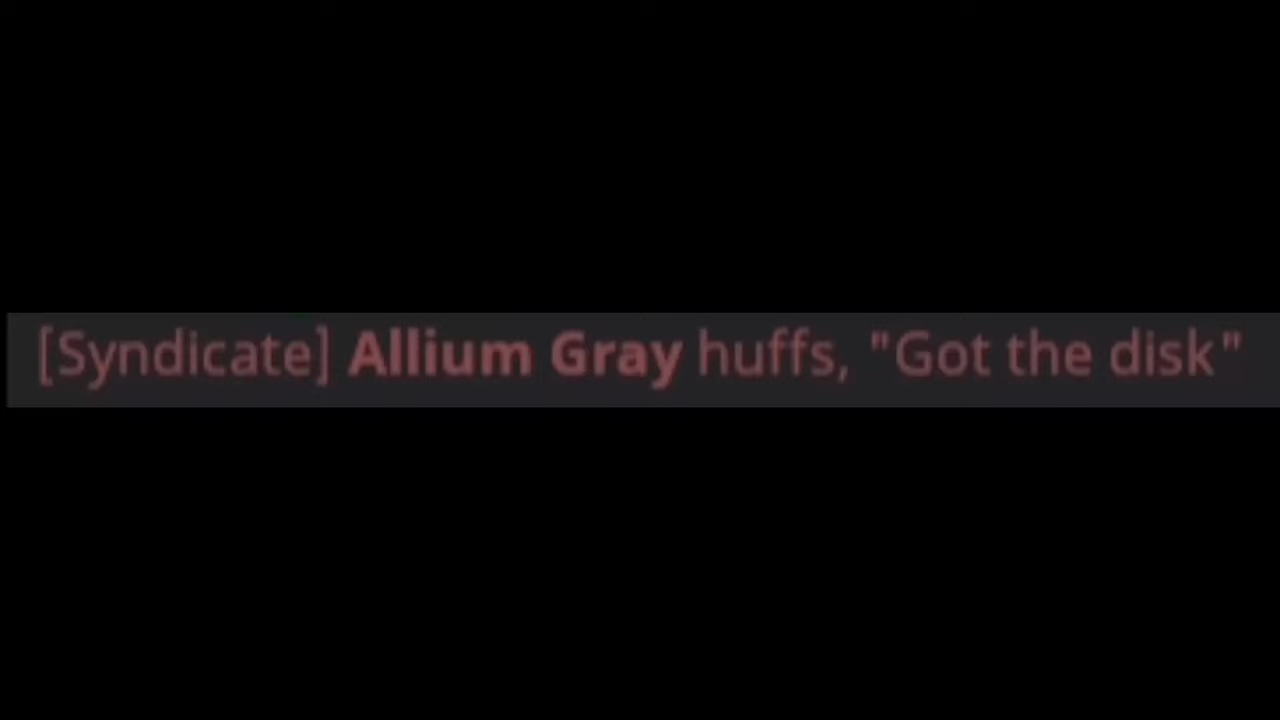 [Syndicate] Allium Gray huffs, "Got the disk"